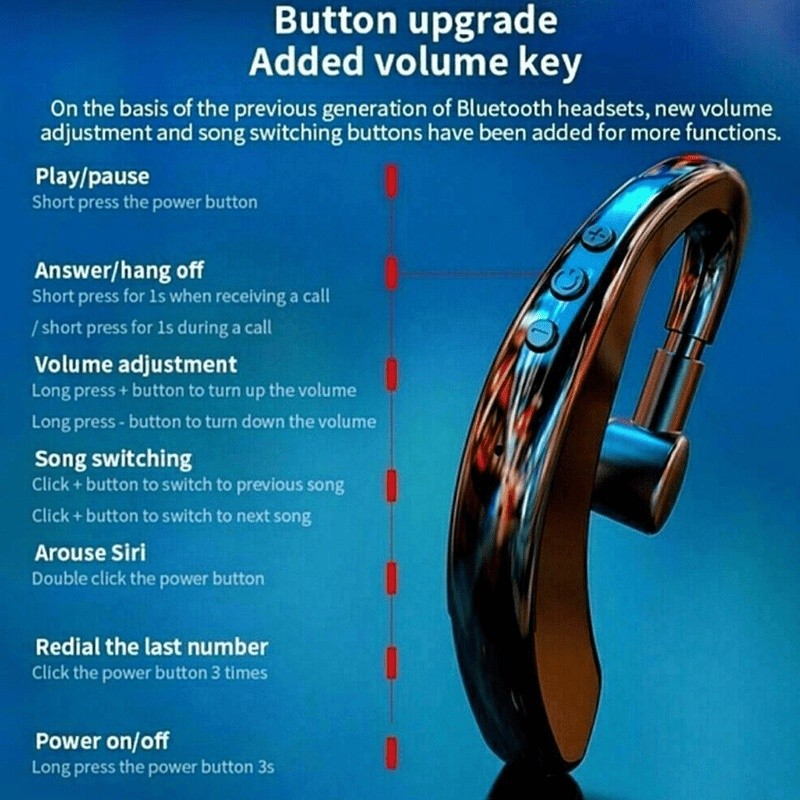 Button upgrade
Added volume key
On the basis of the previous generation of Bluetooth headsets, new volume
adjustment and song switching buttons have been added for more functions.
Play/pause
Short press the power button
Answer/hang off
Short press for 1s when receiving a call
/ short press for 1s during a call
Volume adjustment
Long press + button to turn up the volume
Long press - button to turn down the volume
Song switching
Click + button to switch to previous song
Click + button to switch to next song
Arouse Siri
Double click the power button
Redial the last number
Click the power button 3 times
Power on/off
Long press the power button 3s